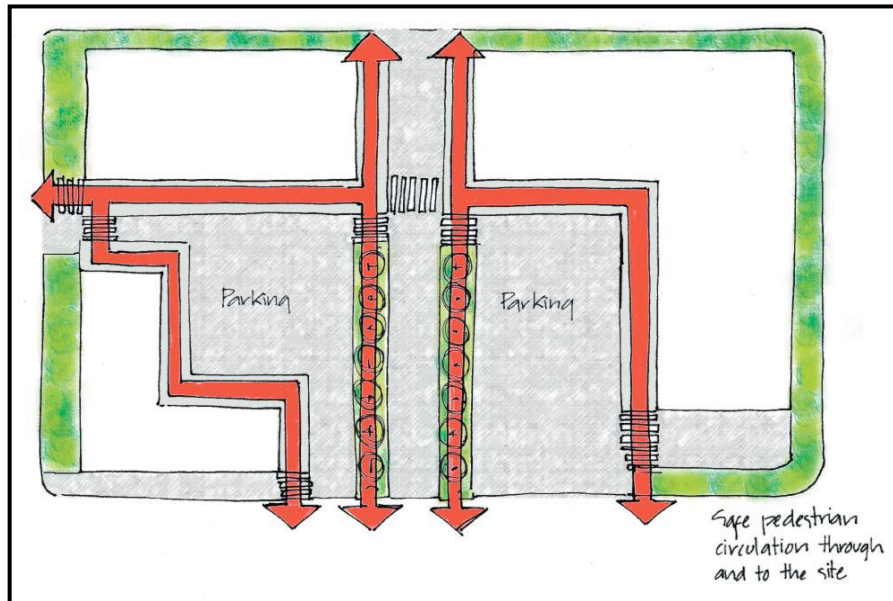 Parking
Parking
Safe pedestrian
circulation through
and to the site